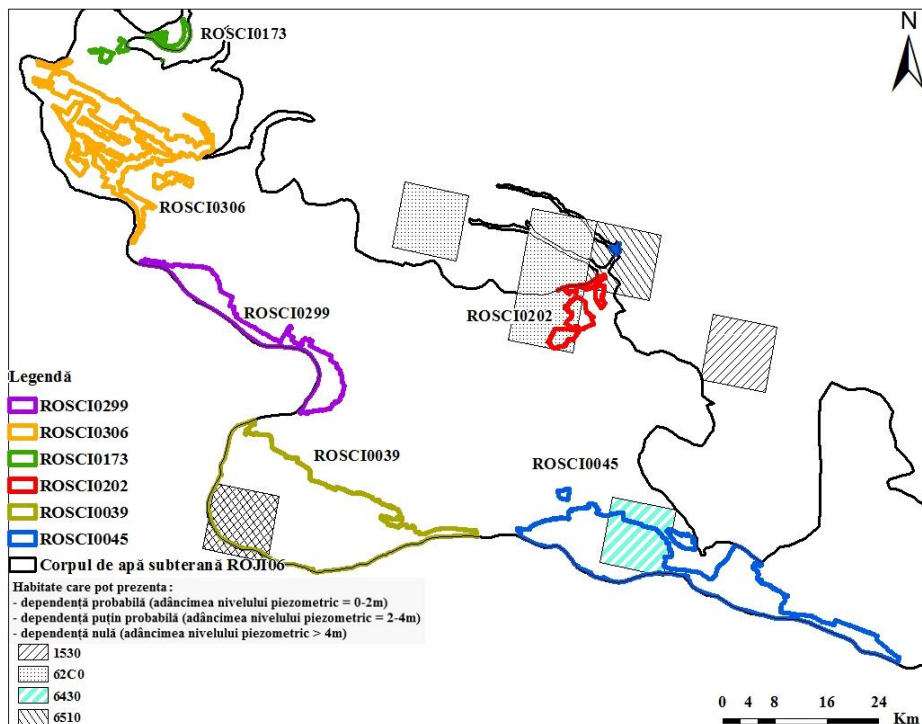 ROSCI0173
N
ROSCI0306
ROSCI0299
ROSCI0202
ROSCI0039
ROSCI0045
Legendă
ROSCI0299
ROSCI0306
ROSCI0173
ROSCI0202
ROSCI0039
ROSCI0045
Corpul de apă subterană ROJI06
Habitate care pot prezenta :
- dependență probabilă (adâncimea nivelului piezometric = 0-2m)
- dependență puțin probabilă (adâncimea nivelului piezometric = 2-4m)
- dependență nulă (adâncimea nivelului piezometric > 4m)
1530
62C0
6430
6510
0 4 8 16 24
Km